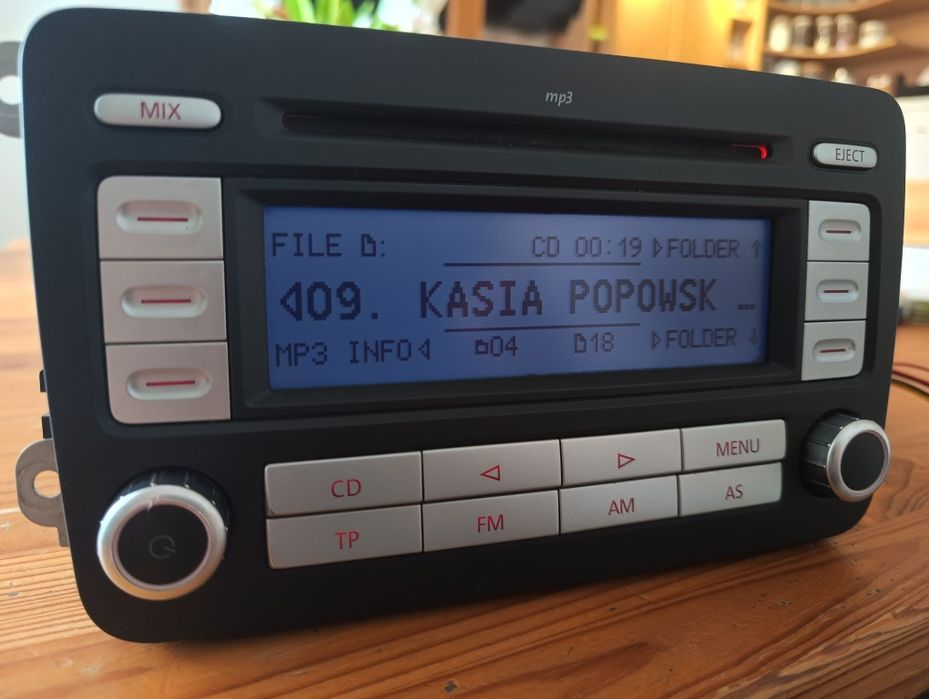 mp3
MIX
EJECT
FILE :
CD 00:19 FOLDER ↑
09. KASIA POPOWSK …
MP3 INFO 04 18 FOLDER ↓
CD MENU
TP FM AM AS